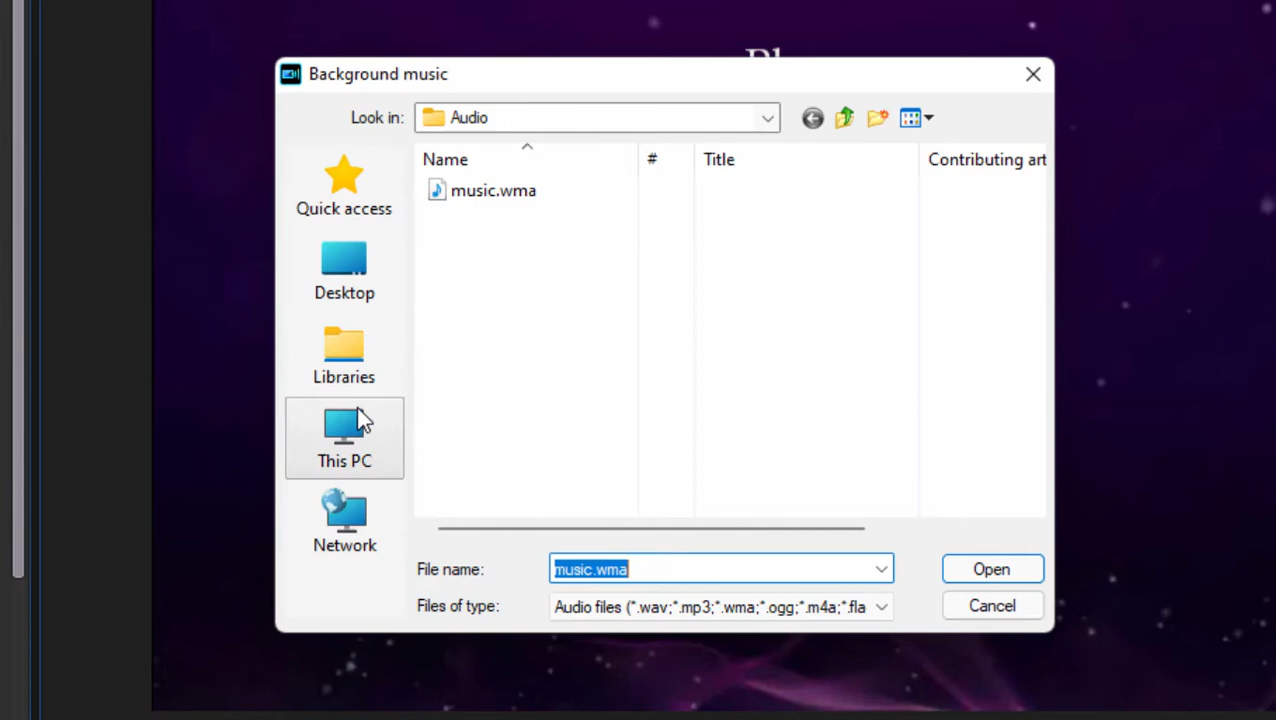 Background music
Look in: Audio
Name # Title Contributing art
music.wma
Quick access
Desktop
Libraries
This PC
Network
File name: music.wma Open
Files of type: Audio files (*.wav;*.mp3;*.wma;*.ogg;*.m4a;*.fla Cancel